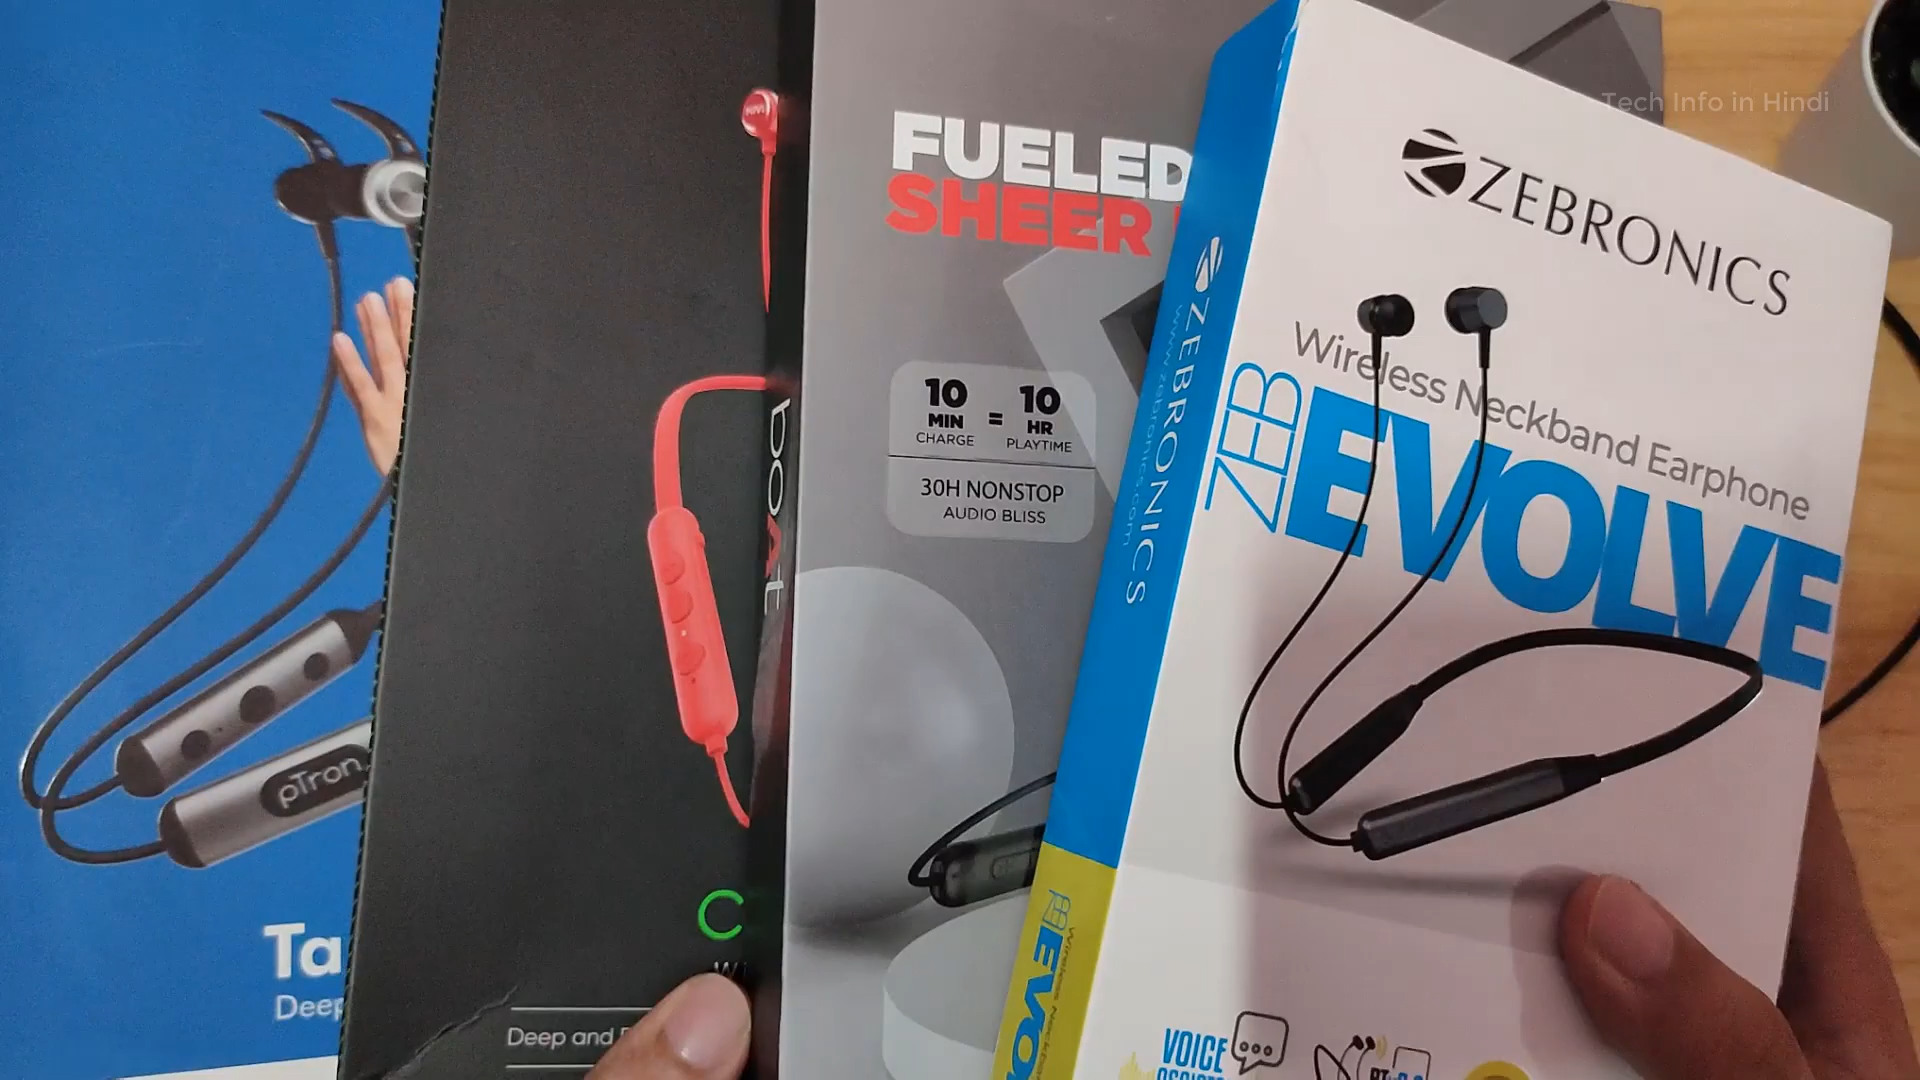 Tech Info in Hindi
pTron
Ta
Deep
C
Wi
Deep and
boAt
FUELED
SHEER
10 MIN CHARGE = 10 HR PLAYTIME
30H NONSTOP
AUDIO BLISS
ZEBRONICS
www.zebronics.com
ZEBRONICS
Wireless Neckband Earphone
ZEB
EVOLVE
VOICE